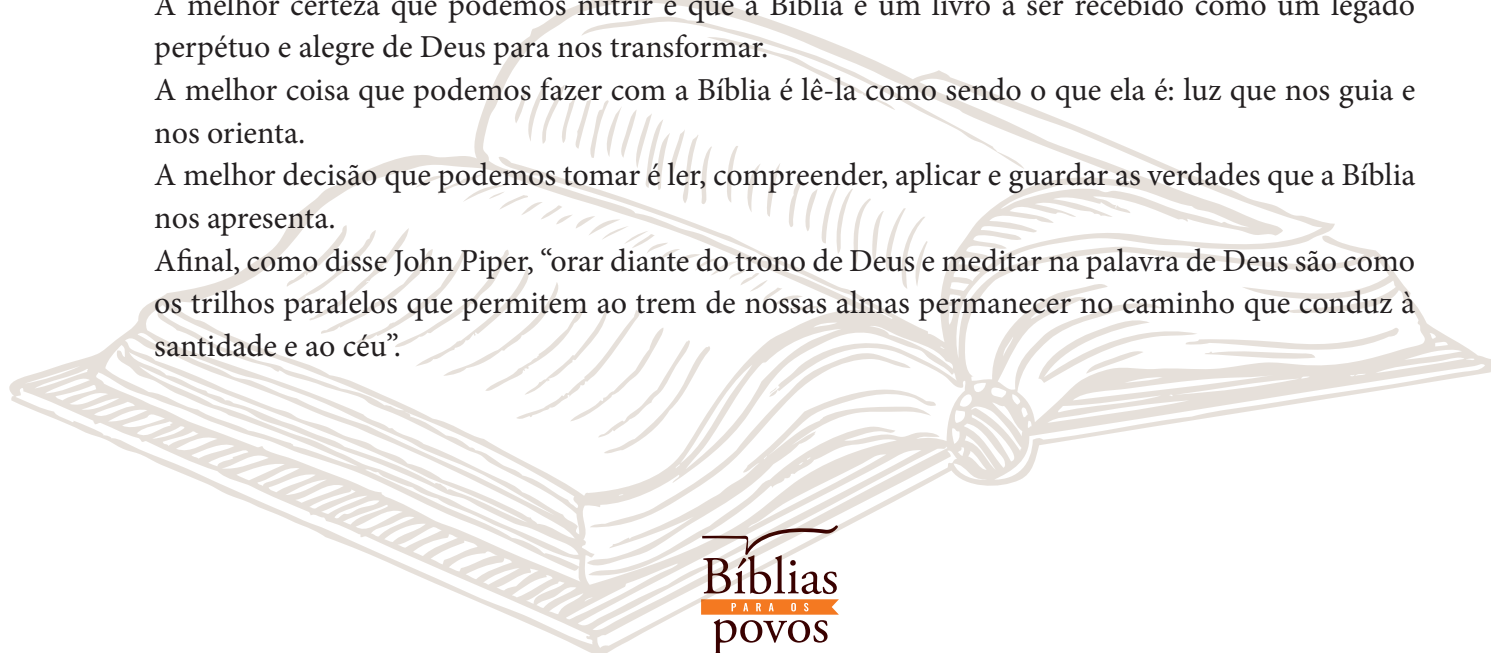 A melhor certeza que podemos nutrir é que a Bíblia é um livro a ser recebido como um legado
perpétuo e alegre de Deus para nos transformar.
A melhor coisa que podemos fazer com a Bíblia é lê-la como sendo o que ela é: luz que nos guia e
nos orienta.
A melhor decisão que podemos tomar é ler, compreender, aplicar e guardar as verdades que a Bíblia
nos apresenta.
Afinal, como disse John Piper, “orar diante do trono de Deus e meditar na palavra de Deus são como
os trilhos paralelos que permitem ao trem de nossas almas permanecer no caminho que conduz à
santidade e ao céu”.
Bíblias
PARA OS
povos